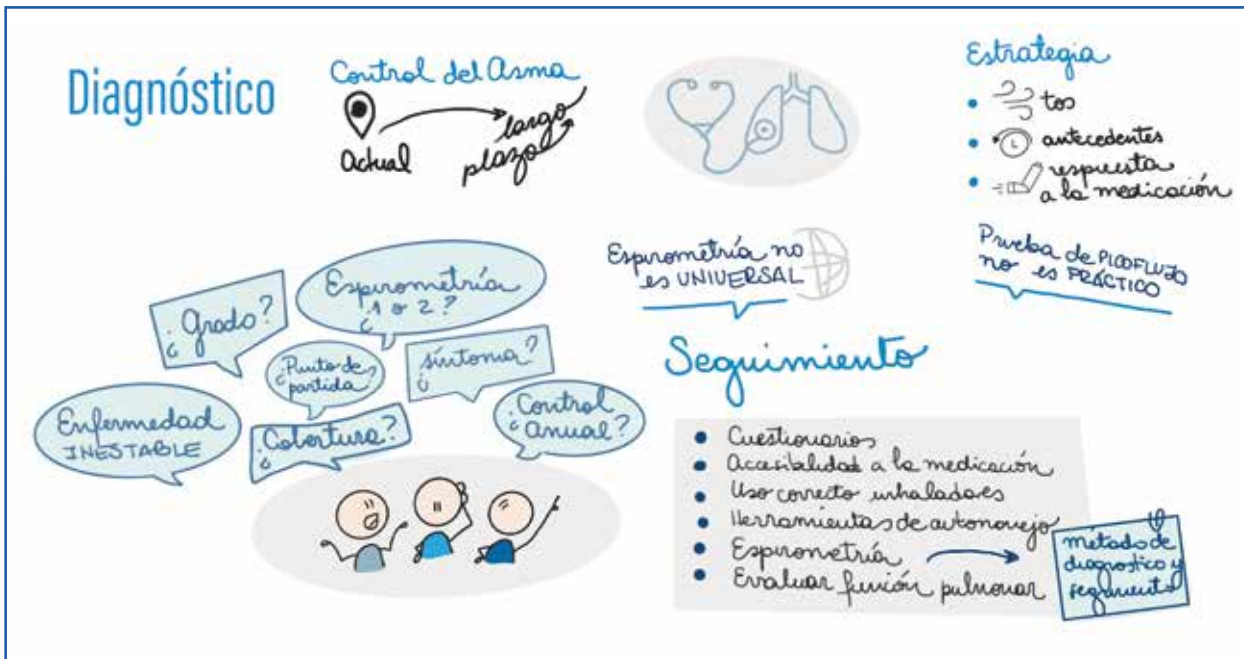 Diagnóstico
Control del Asma
actual
largo
plazo
Estrategia
tos
antecedentes
respuesta
a la medicación
Espirometría no
es UNIVERSAL
Prueba de PICOFLUJO
no es PRÁCTICO
¿Grado?
Espirometría
¿1 o 2?
¿Punto de
partida?
¿síntoma?
Enfermedad
INESTABLE
¿Cobertura?
¿Control
anual?
Seguimiento
Cuestionarios
Accesibilidad a la medicación
Uso correcto inhaladores
Herramientas de automanejo
Espirometría
Evaluar función pulmonar
método de
diagnostico y